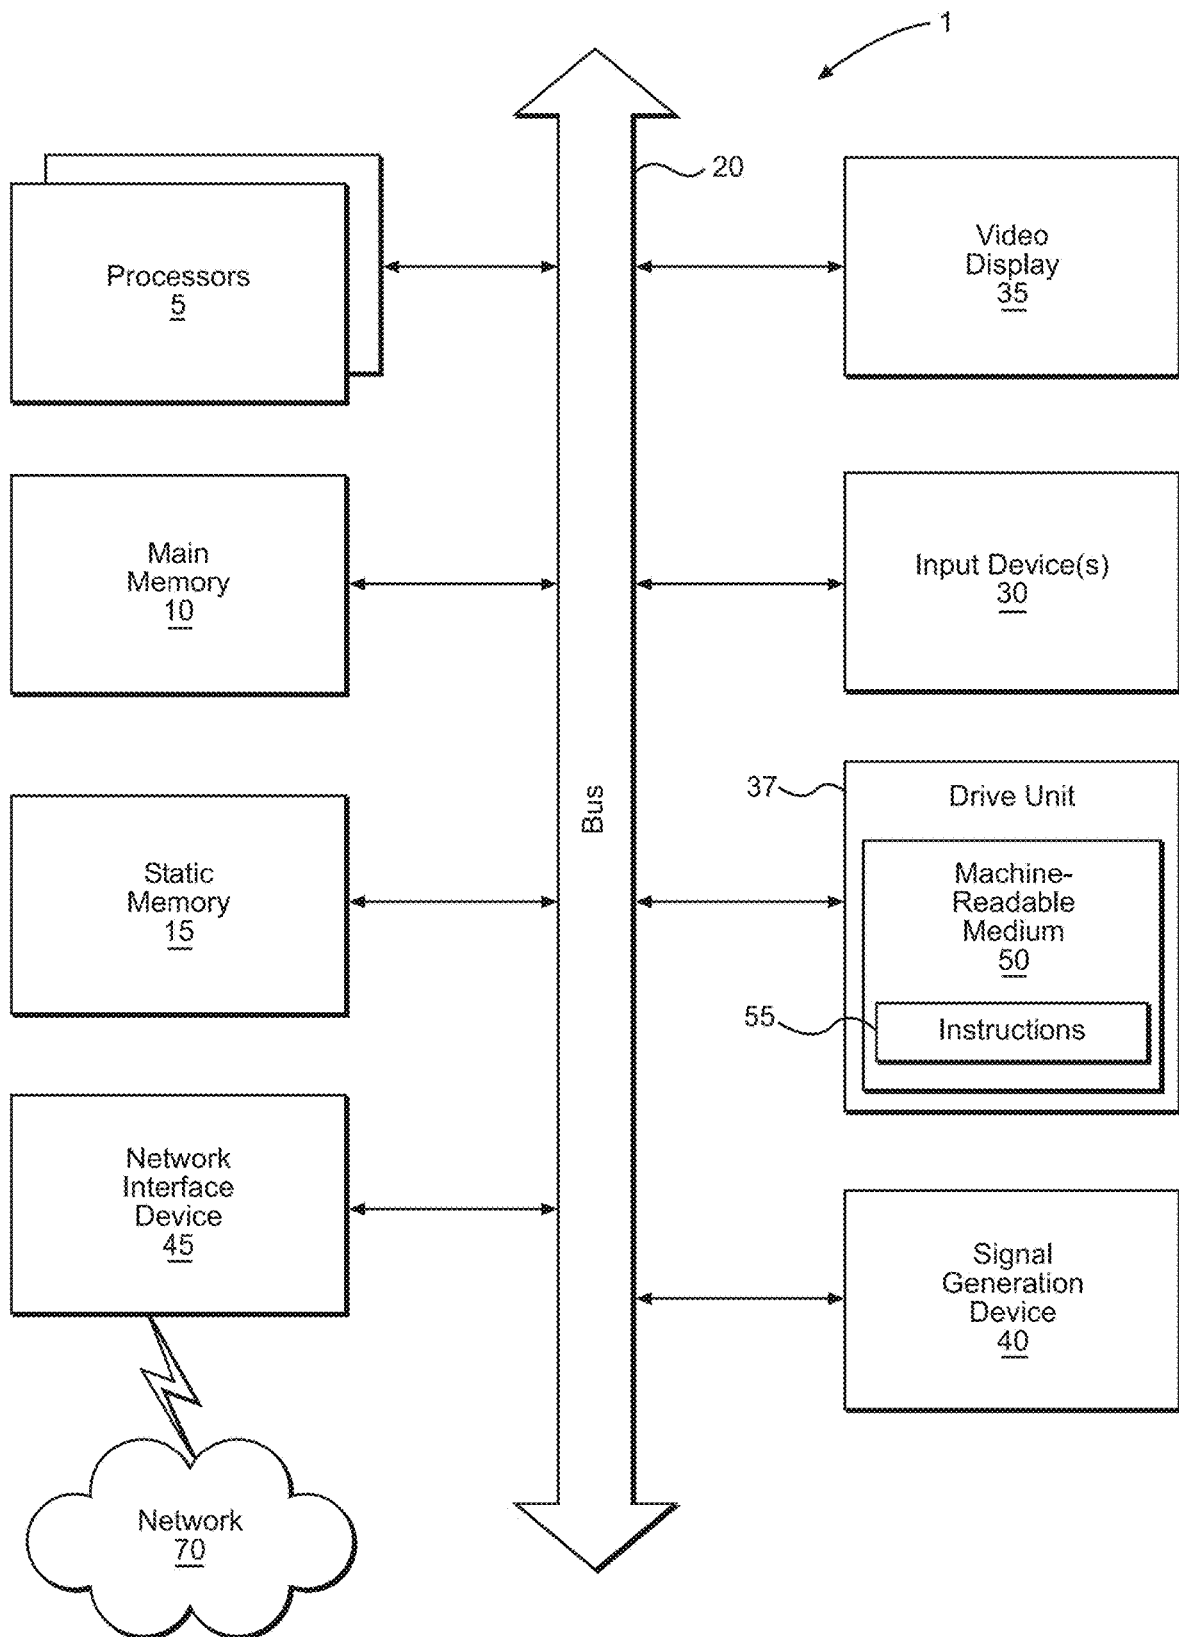 1
20
Processors
5
Video
Display
35
Main
Memory
10
Input Device(s)
30
Bus
37
Drive Unit
Static
Memory
15
Machine-
Readable
Medium
50
55
Instructions
Network
Interface
Device
45
Signal
Generation
Device
40
Network
70